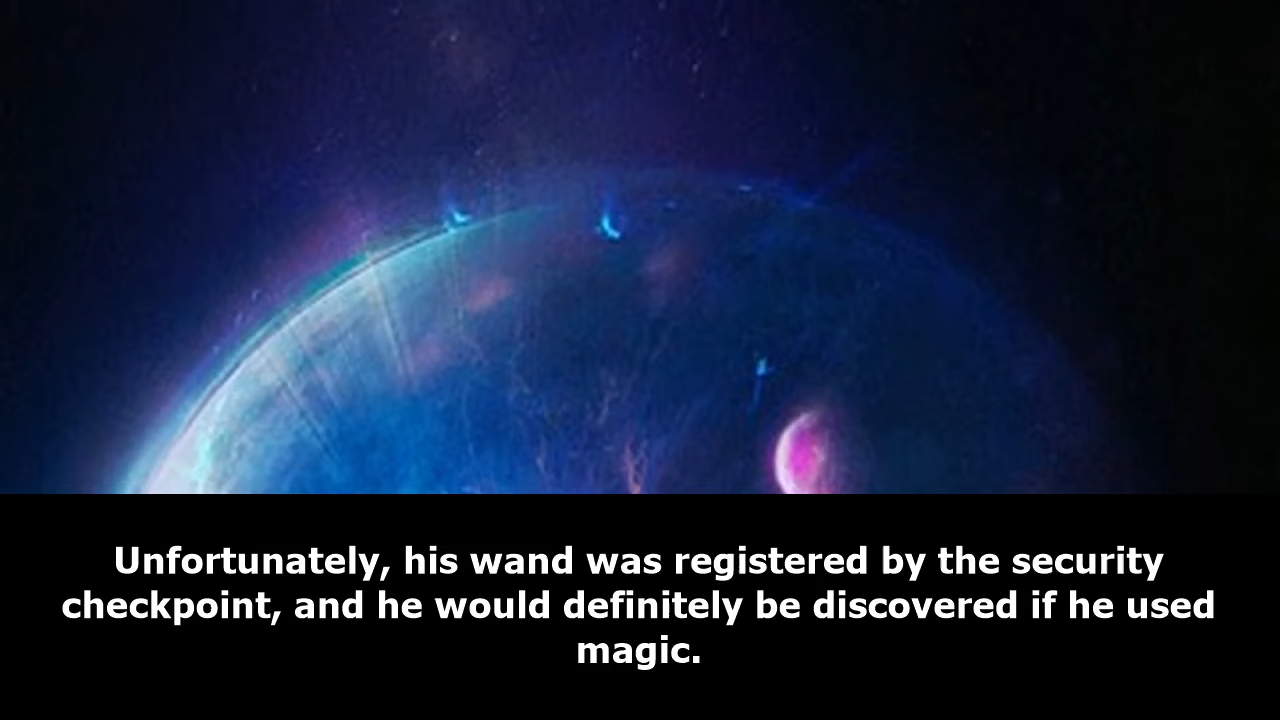 Unfortunately, his wand was registered by the security
checkpoint, and he would definitely be discovered if he used
magic.